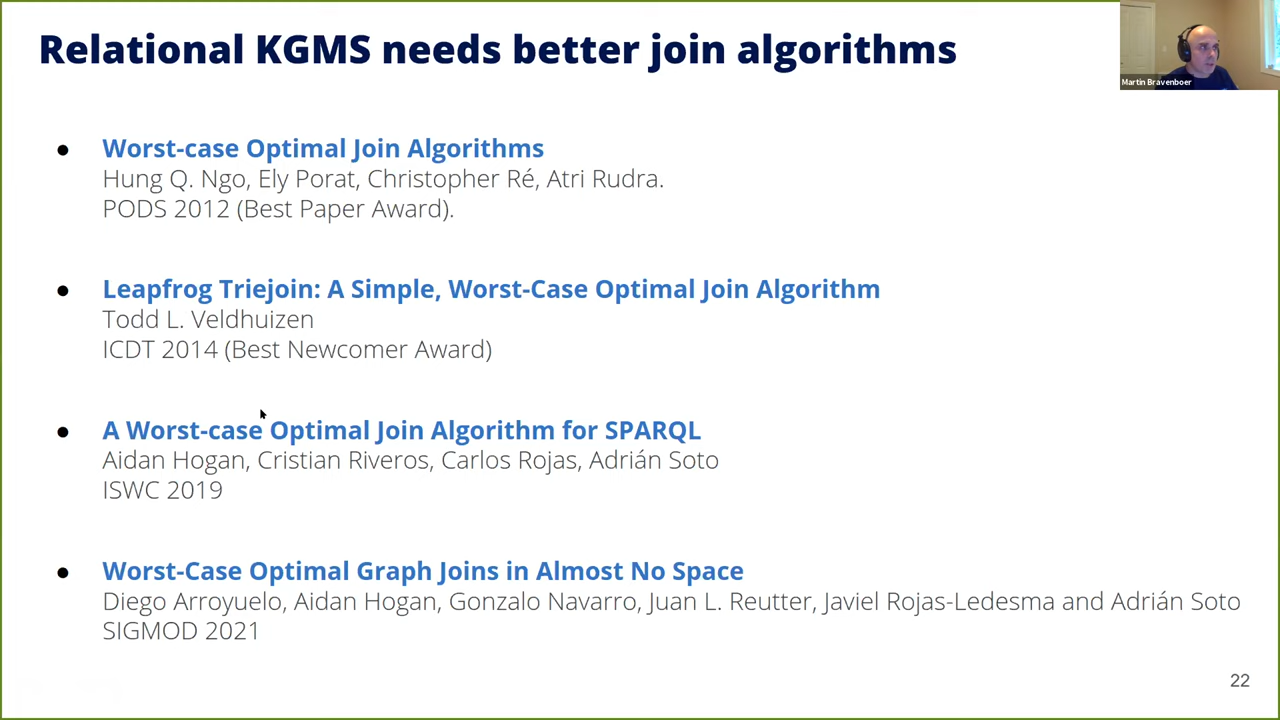 Relational KGMS needs better join algorithms
Martin Bravenboer
Worst-case Optimal Join Algorithms
Hung Q. Ngo, Ely Porat, Christopher Ré, Atri Rudra.
PODS 2012 (Best Paper Award).
Leapfrog Triejoin: A Simple, Worst-Case Optimal Join Algorithm
Todd L. Veldhuizen
ICDT 2014 (Best Newcomer Award)
A Worst-case Optimal Join Algorithm for SPARQL
Aidan Hogan, Cristian Riveros, Carlos Rojas, Adrián Soto
ISWC 2019
Worst-Case Optimal Graph Joins in Almost No Space
Diego Arroyuelo, Aidan Hogan, Gonzalo Navarro, Juan L. Reutter, Javiel Rojas-Ledesma and Adrián Soto
SIGMOD 2021
22